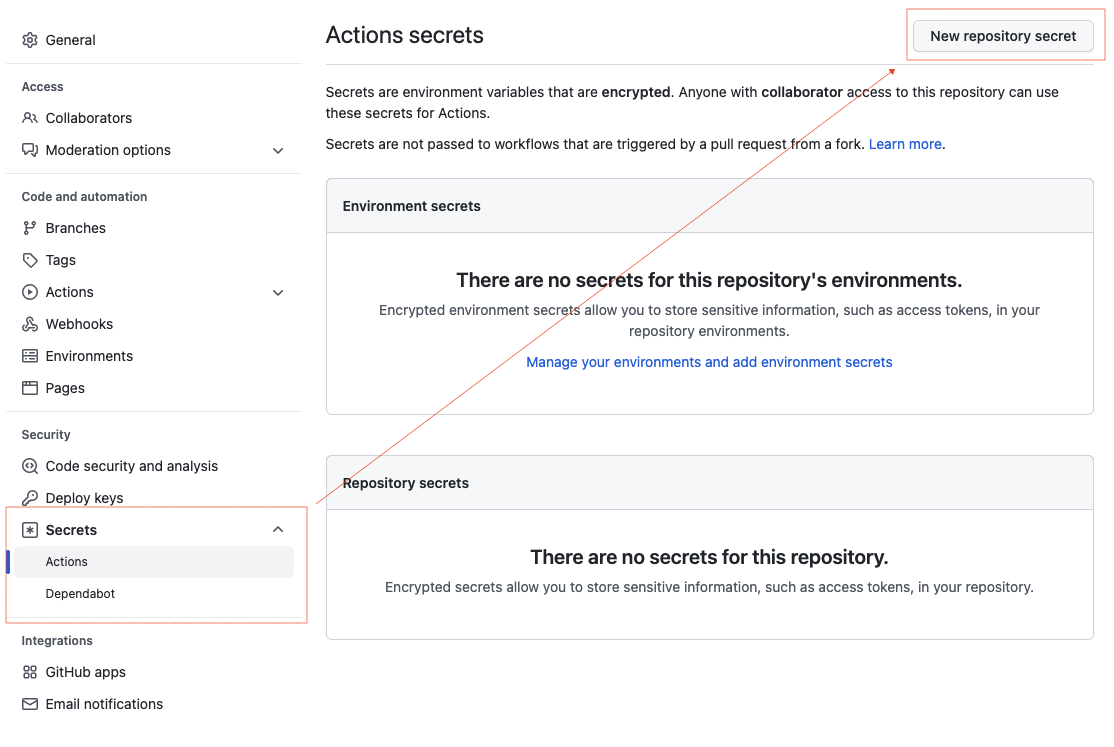 General
Access
Collaborators
Moderation options
Code and automation
Branches
Tags
Actions
Webhooks
Environments
Pages
Security
Code security and analysis
Deploy keys
Secrets
Actions
Dependabot
Integrations
GitHub apps
Email notifications
Actions secrets
New repository secret
Secrets are environment variables that are encrypted. Anyone with collaborator access to this repository can use
these secrets for Actions.
Secrets are not passed to workflows that are triggered by a pull request from a fork. Learn more.
Environment secrets
There are no secrets for this repository's environments.
Encrypted environment secrets allow you to store sensitive information, such as access tokens, in your
repository environments.
Manage your environments and add environment secrets
Repository secrets
There are no secrets for this repository.
Encrypted secrets allow you to store sensitive information, such as access tokens, in your repository.